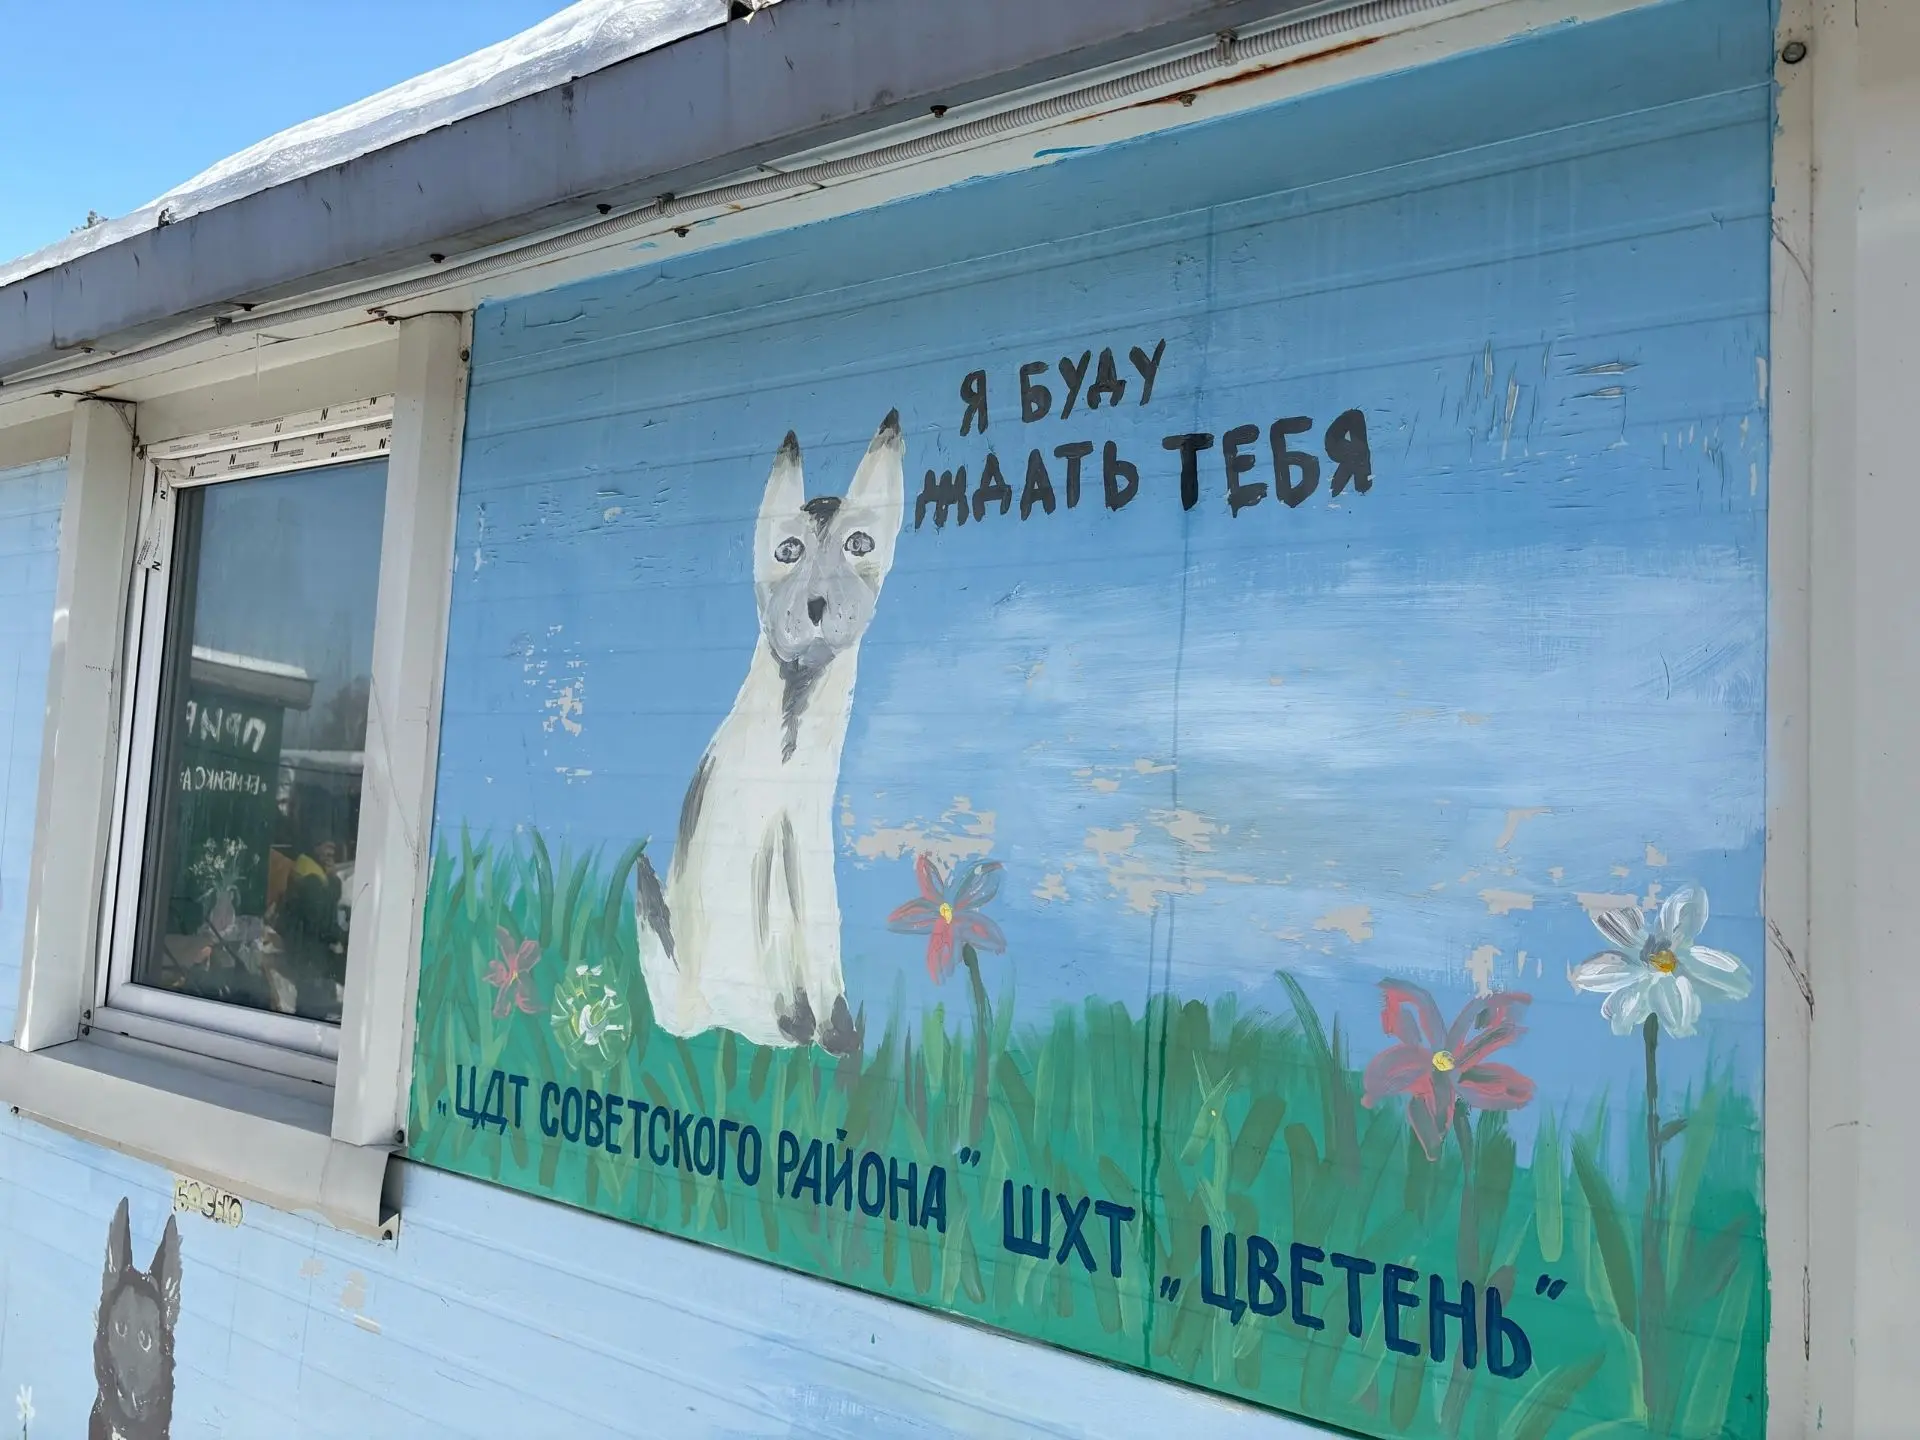 Я БУДУ
ЖДАТЬ ТЕБЯ
„ЦДТ СОВЕТСКОГО РАЙОНА" ШХТ „ЦВЕТЕНЬ"